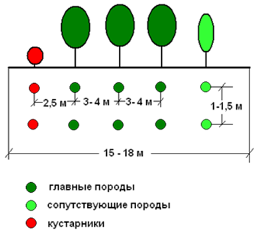 2,5 м 3- 4 м 3- 4 м 1-1,5 м
15 - 18 м
главные породы
сопутствующие породы
кустарники